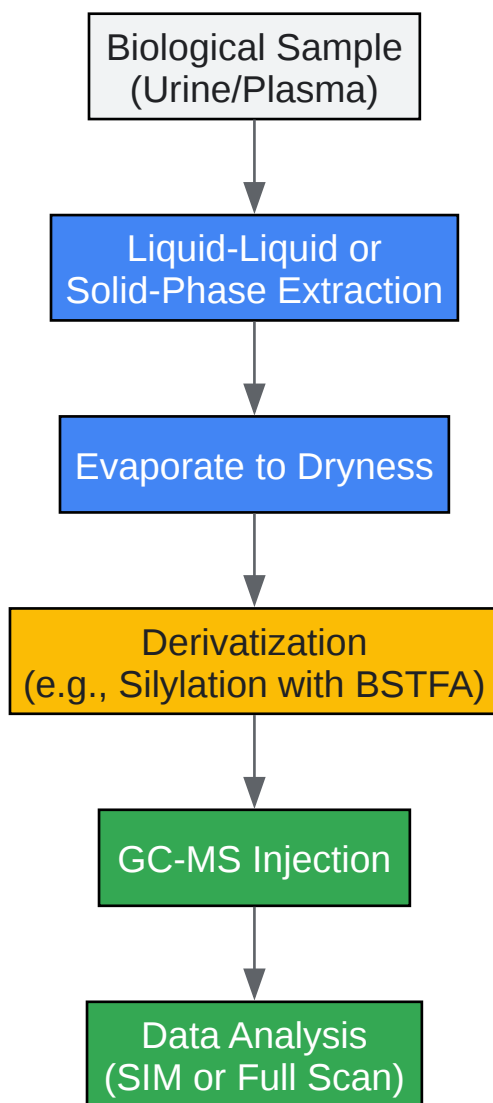 Biological Sample
(Urine/Plasma)
Liquid-Liquid or
Solid-Phase Extraction
Evaporate to Dryness
Derivatization
(e.g., Silylation with BSTFA)
GC-MS Injection
Data Analysis
(SIM or Full Scan)